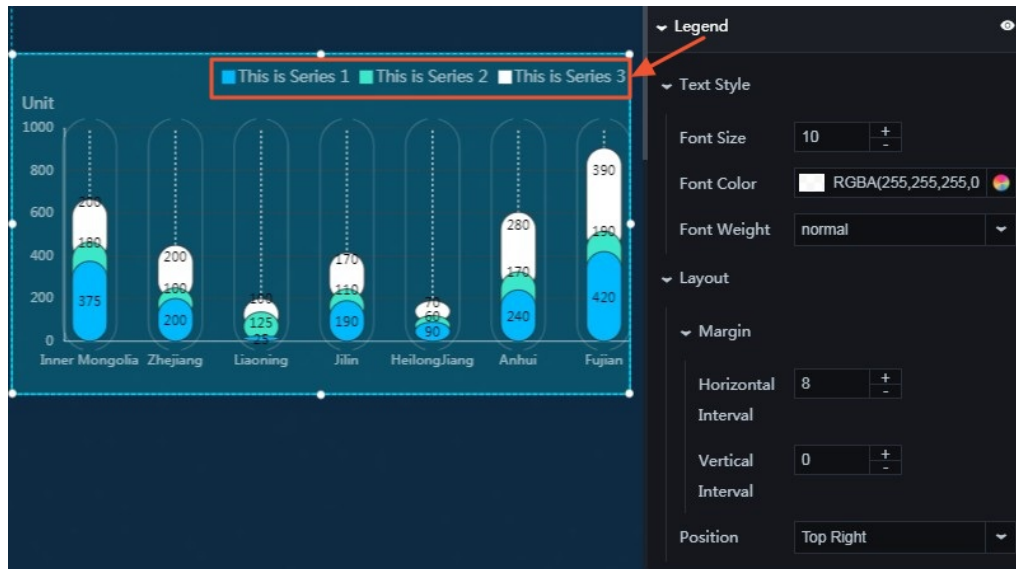 This is Series 1 This is Series 2 This is Series 3
Unit
1000
800
600
400
200
0
200
180
375
200
100
200
100
125
25
170
110
190
70
60
90
280
170
240
390
190
420
Inner Mongolia Zhejiang Liaoning Jilin HeilongJiang Anhui Fujian
Legend
Text Style
Font Size 10 + -
Font Color RGBA(255,255,255,0
Font Weight normal
Layout
Margin
Horizontal 8 + -
Interval
Vertical 0 + -
Interval
Position Top Right